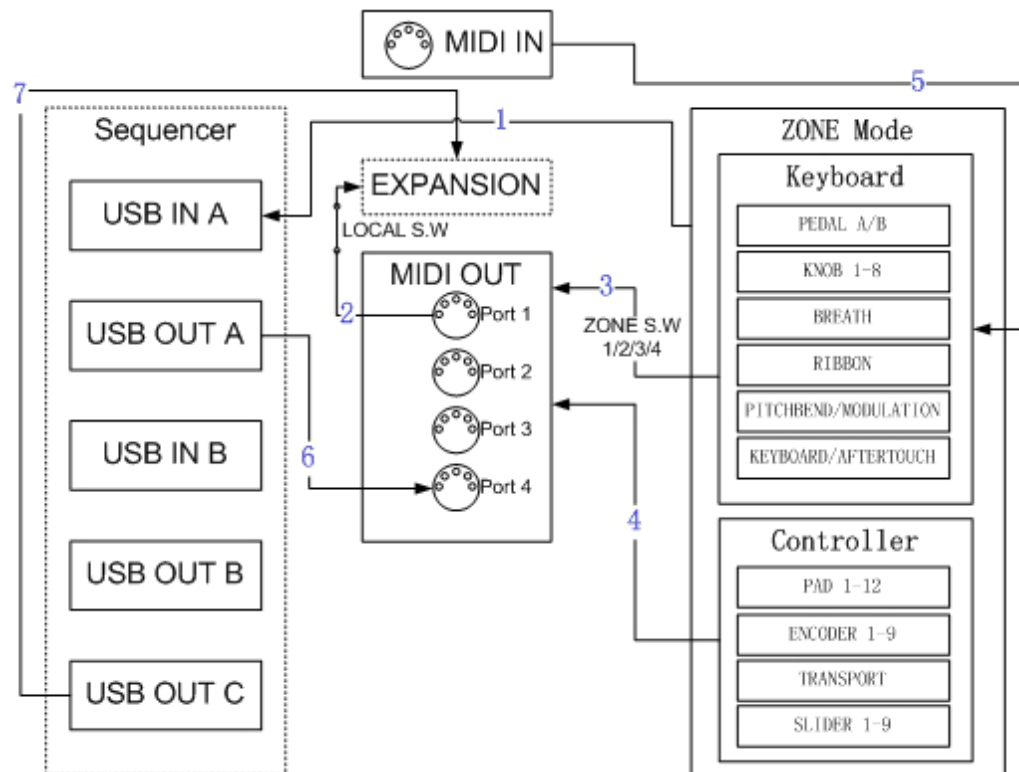 MIDI IN
7
5
Sequencer
1
ZONE Mode
EXPANSION
Keyboard
USB IN A
LOCAL S.W
PEDAL A/B
MIDI OUT
KNOB 1-8
3
2
Port 1
BREATH
USB OUT A
ZONE S.W
1/2/3/4
Port 2
RIBBON
Port 3
PITCHBEND/MODULATION
USB IN B
6
KEYBOARD/AFTERTOUCH
Port 4
4
Controller
USB OUT B
PAD 1-12
ENCODER 1-9
TRANSPORT
USB OUT C
SLIDER 1-9